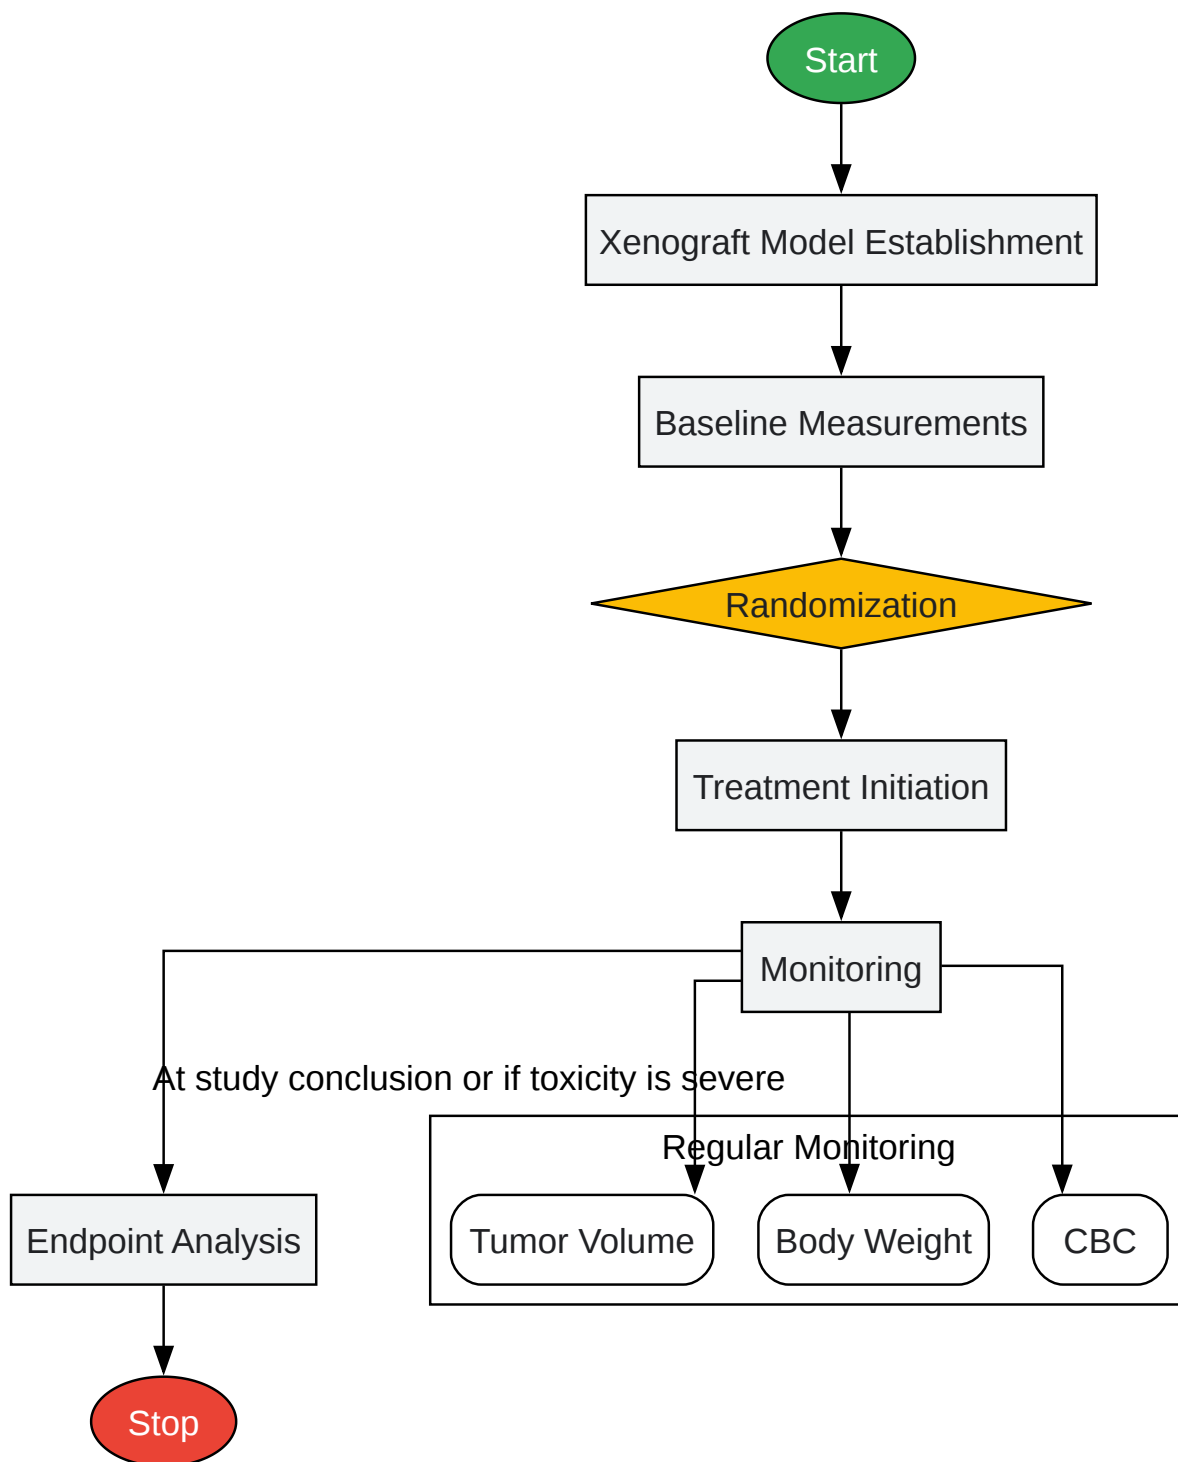 Start
Xenograft Model Establishment
Baseline Measurements
Randomization
Treatment Initiation
Monitoring
At study conclusion or if toxicity is severe
Regular Monitoring
Endpoint Analysis
Tumor Volume
Body Weight
CBC
Stop